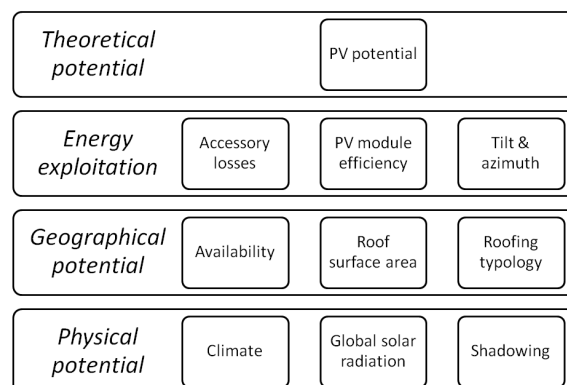 Theoretical
potential
PV potential
Energy
exploitation
Accessory
losses
PV module
efficiency
Tilt &
azimuth
Geographical
potential
Availability
Roof
surface area
Roofing
typology
Physical
potential
Climate
Global solar
radiation
Shadowing